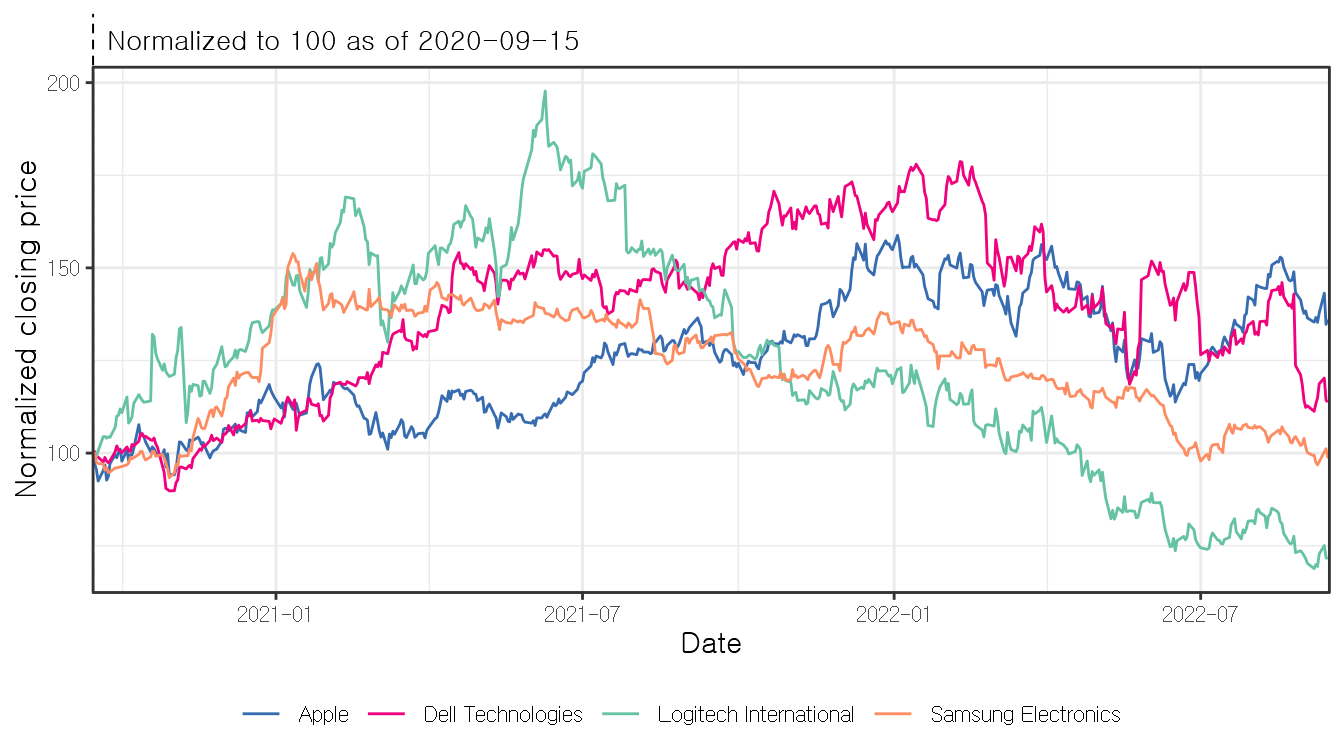 Normalized to 100 as of 2020-09-15
Normalized closing price
200
150
100
2021-01
2021-07
2022-01
2022-07
Date
Apple
Dell Technologies
Logitech International
Samsung Electronics